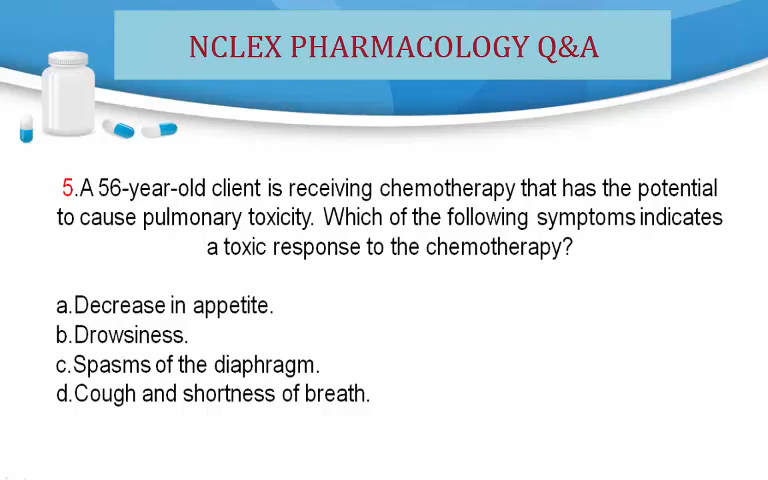 NCLEX PHARMACOLOGY Q&A
5.A 56-year-old client is receiving chemotherapy that has the potential
to cause pulmonary toxicity. Which of the following symptoms indicates
a toxic response to the chemotherapy?
a.Decrease in appetite.
b.Drowsiness.
c.Spasms of the diaphragm.
d.Cough and shortness of breath.